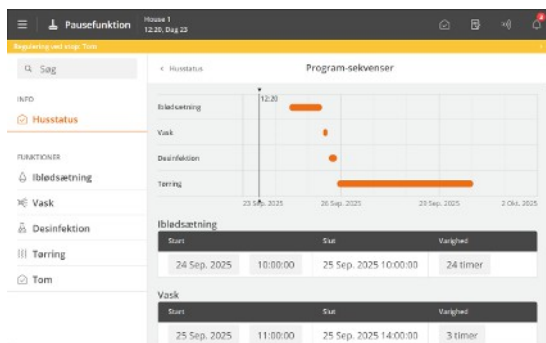 Pausefunktion
House 1
12:20, Dag 23
2
Regulering ved stop: Tom
Søg
< Husstatus
Program-sekvenser
INFO
Husstatus
FUNKTIONER
Iblødsætning
Vask
Desinfektion
Tørring
Tom
12:20
Iblødsætning
Vask
Desinfektion
Tørring
23 Sep. 2025
26 Sep. 2025
29 Sep. 2025
2 Okt. 2025
Iblødsætning
Start Slut Varighed
24 Sep. 2025 10:00:00 25 Sep. 2025 10:00:00 24 timer
Vask
Start Slut Varighed
25 Sep. 2025 11:00:00 25 Sep. 2025 14:00:00 3 timer